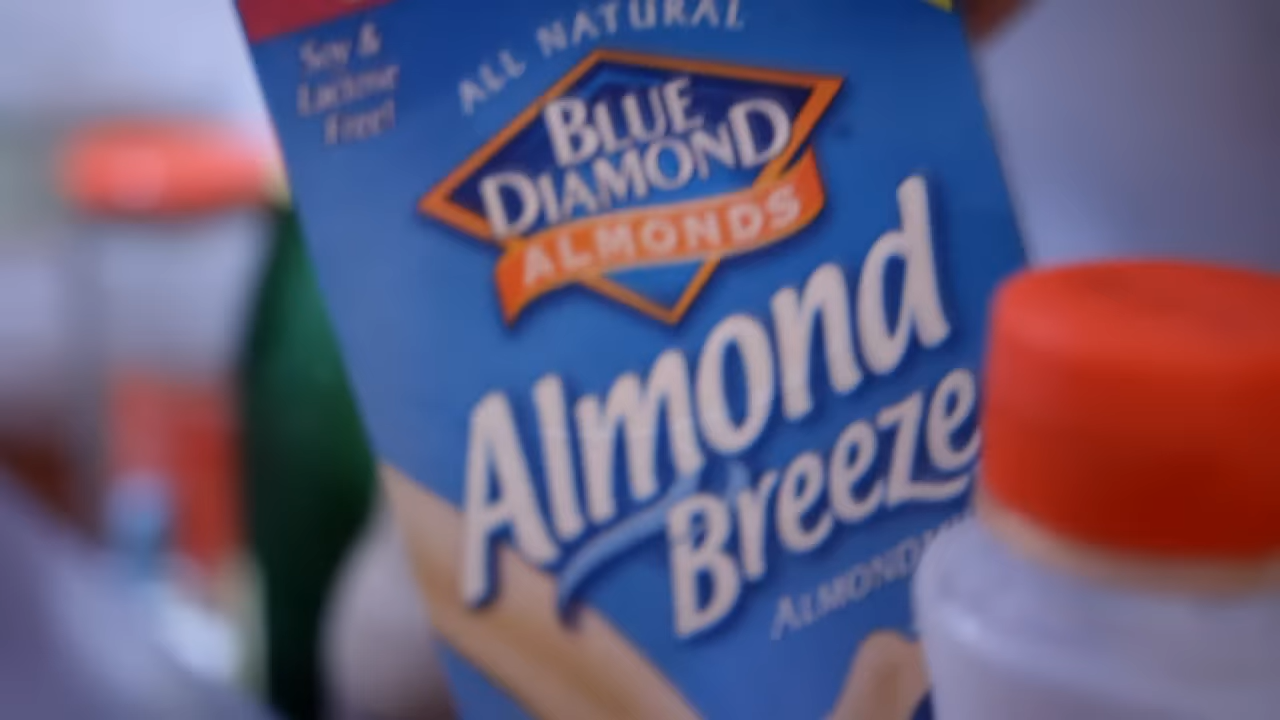 Soy &
Lactose
Free!
ALL NATURAL
BLUE
DIAMOND
ALMONDS
Almond
Breeze